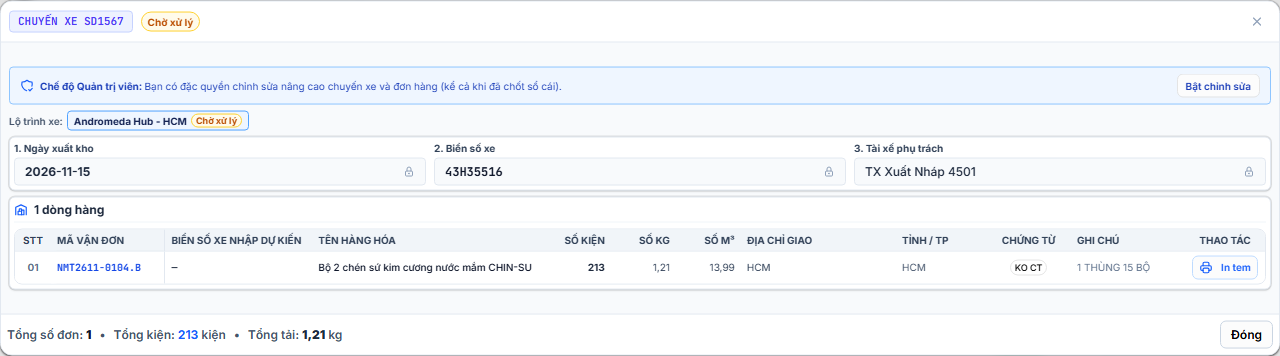 CHUYẾN XE SD1567 Chờ xử lý
Chế độ Quản trị viên: Bạn có đặc quyền chỉnh sửa nâng cao chuyến xe và đơn hàng (kể cả khi đã chốt sổ cái). Bật chỉnh sửa
Lộ trình xe: Andromeda Hub - HCM Chờ xử lý
1. Ngày xuất kho 2. Biển số xe 3. Tài xế phụ trách
2026-11-15 43H35516 TX Xuất Nháp 4501
1 dòng hàng
STT MÃ VẬN ĐƠN BIỂN SỐ XE NHẬP DỰ KIẾN TÊN HÀNG HÓA SỐ KIỆN SỐ KG SỐ M³ ĐỊA CHỈ GIAO TỈNH / TP CHỨNG TỪ GHI CHÚ THAO TÁC
01 NMT2611-0104.B – Bộ 2 chén sứ kim cương nước mắm CHIN-SU 213 1,21 13,99 HCM HCM KO CT 1 THÙNG 15 BỘ In tem
Tổng số đơn: 1 • Tổng kiện: 213 kiện • Tổng tải: 1,21 kg Đóng